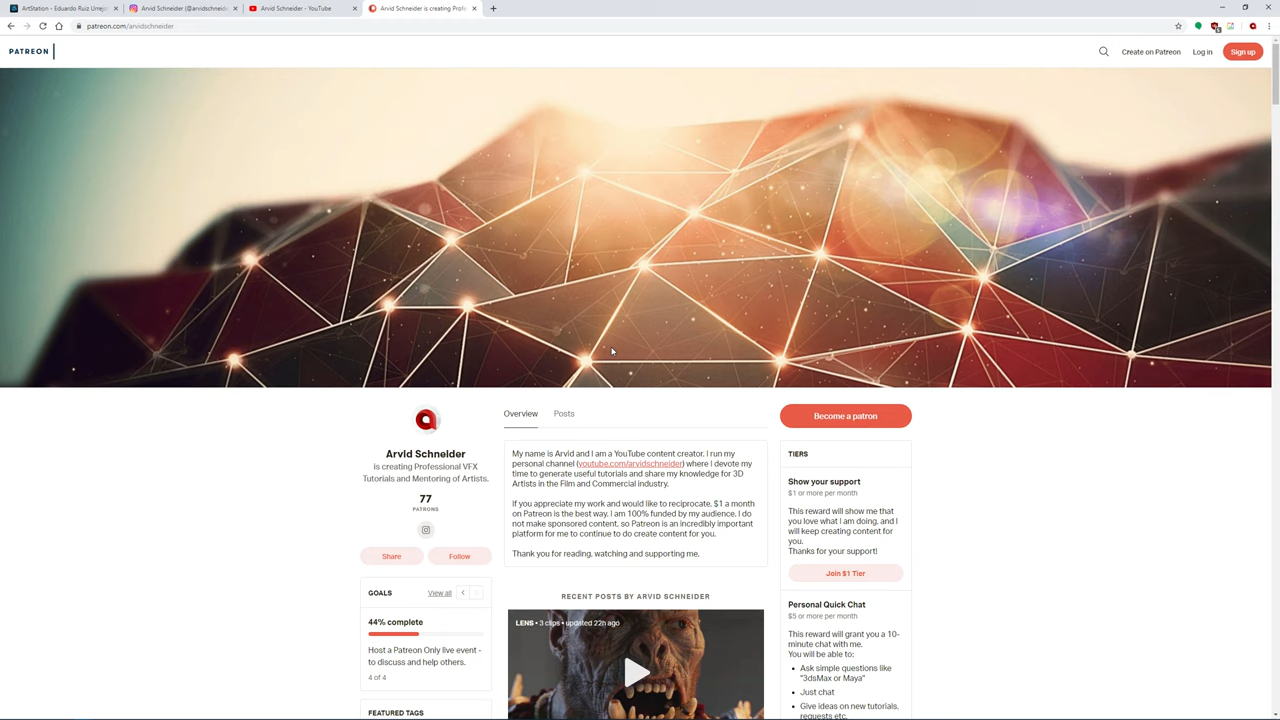 ArtStation - Eduardo Ruiz Urrej
Arvid Schneider (@arvidschneid
Arvid Schneider - YouTube
Arvid Schneider is creating Profe
patreon.com/arvidschneider
PATREON
Create on Patreon
Log in
Sign up
Arvid Schneider
is creating Professional VFX
Tutorials and Mentoring of Artists.
77
PATRONS
Share
Follow
GOALS
View all
44% complete
Host a Patreon Only live event -
to discuss and help others.
4 of 4
FEATURED TAGS
Overview
Posts
My name is Arvid and I am a YouTube content creator. I run my
personal channel (youtube.com/arvidschneider) where I devote my
time to generate useful tutorials and share my knowledge for 3D
Artists in the Film and Commercial industry.
If you appreciate my work and would like to reciprocate, $1 a month
on Patreon is the best way. I am 100% funded by my audience. I do
not make sponsored content, so Patreon is an incredibly important
platform for me to continue to do create content for you.
Thank you for reading, watching and supporting me.
RECENT POSTS BY ARVID SCHNEIDER
LENS • 3 clips • updated 22h ago
Become a patron
TIERS
Show your support
$1 or more per month
This reward will show me that
you love what I am doing, and I
will keep creating content for
you.
Thanks for your support!
Join $1 Tier
Personal Quick Chat
$5 or more per month
This reward will grant you a 10-
minute chat with me.
You will be able to:
• Ask simple questions like
"3dsMax or Maya"
• Just chat
• Give ideas on new tutorials,
requests etc.